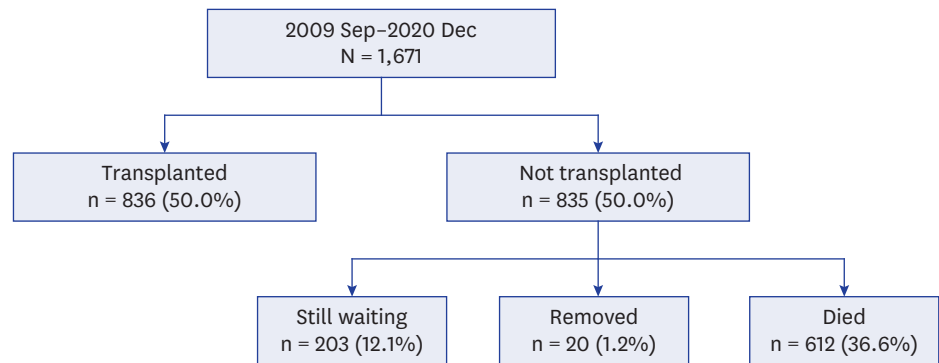 2009 Sep–2020 Dec
N = 1,671
Transplanted
n = 836 (50.0%)
Not transplanted
n = 835 (50.0%)
Still waiting
n = 203 (12.1%)
Removed
n = 20 (1.2%)
Died
n = 612 (36.6%)